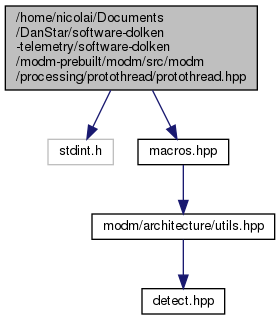 /home/nicolai/Documents
/DanStar/software-dolken
-telemetry/software-dolken
/modm-prebuilt/modm/src/modm
/processing/protothread/protothread.hpp
stdint.h
macros.hpp
modm/architecture/utils.hpp
detect.hpp